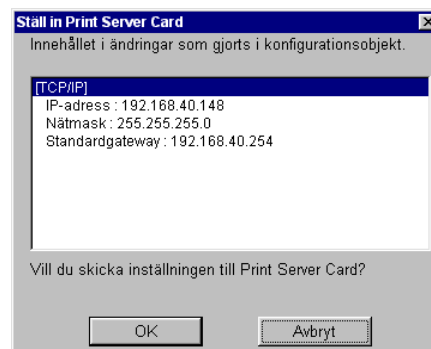 Ställ in Print Server Card
Innehållet i ändringar som gjorts i konfigurationsobjekt.
[TCP/IP]
IP-adress : 192.168.40.148
Nätmask : 255.255.255.0
Standardgateway : 192.168.40.254
Vill du skicka inställningen till Print Server Card?
OK
Avbryt